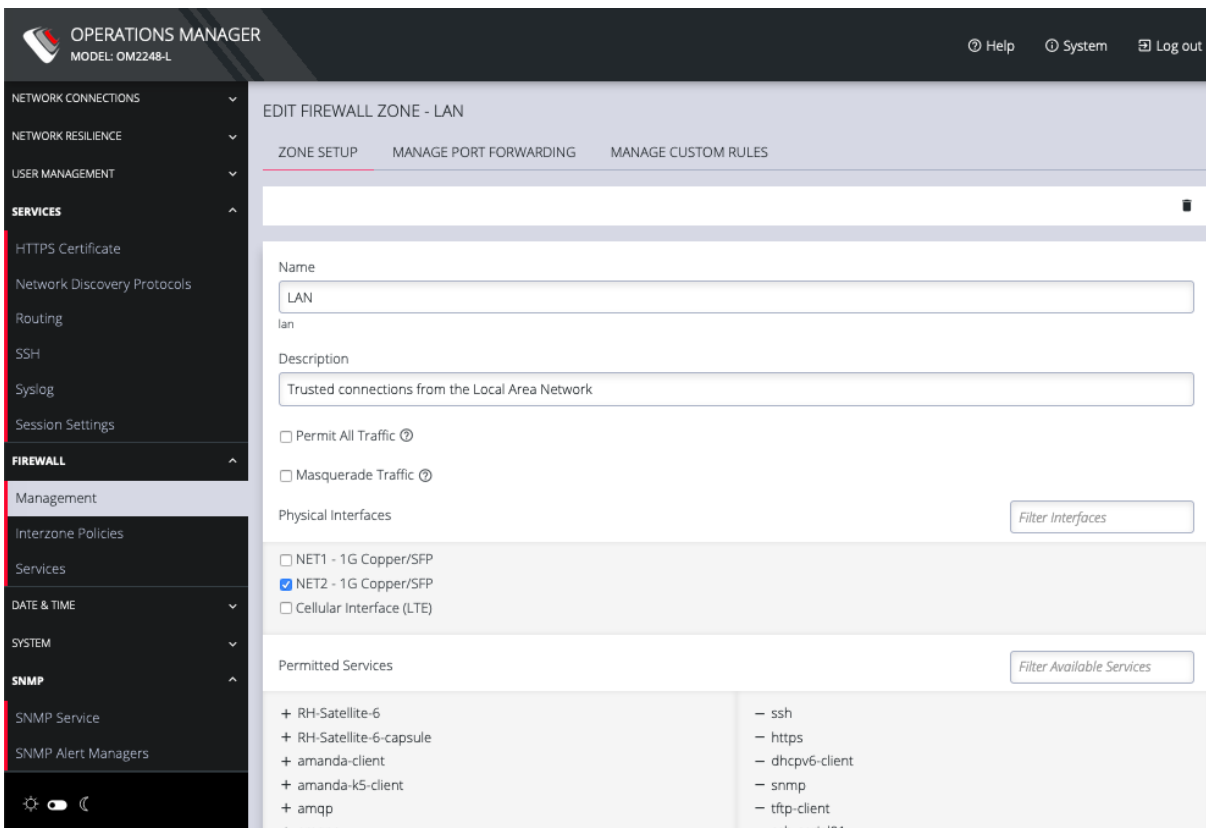 OPERATIONS MANAGER
MODEL: OM2248-L
Help
System
Log out
NETWORK CONNECTIONS
NETWORK RESILIENCE
USER MANAGEMENT
SERVICES
HTTPS Certificate
Network Discovery Protocols
Routing
SSH
Syslog
Session Settings
FIREWALL
Management
Interzone Policies
Services
DATE & TIME
SYSTEM
SNMP
SNMP Service
SNMP Alert Managers
EDIT FIREWALL ZONE - LAN
ZONE SETUP MANAGE PORT FORWARDING MANAGE CUSTOM RULES
Name
LAN
lan
Description
Trusted connections from the Local Area Network
Permit All Traffic
Masquerade Traffic
Physical Interfaces
Filter Interfaces
NET1 - 1G Copper/SFP
NET2 - 1G Copper/SFP
Cellular Interface (LTE)
Permitted Services
Filter Available Services
+ RH-Satellite-6
+ RH-Satellite-6-capsule
+ amanda-client
+ amanda-k5-client
+ amqp
− ssh
− https
− dhcpv6-client
− snmp
− tftp-client